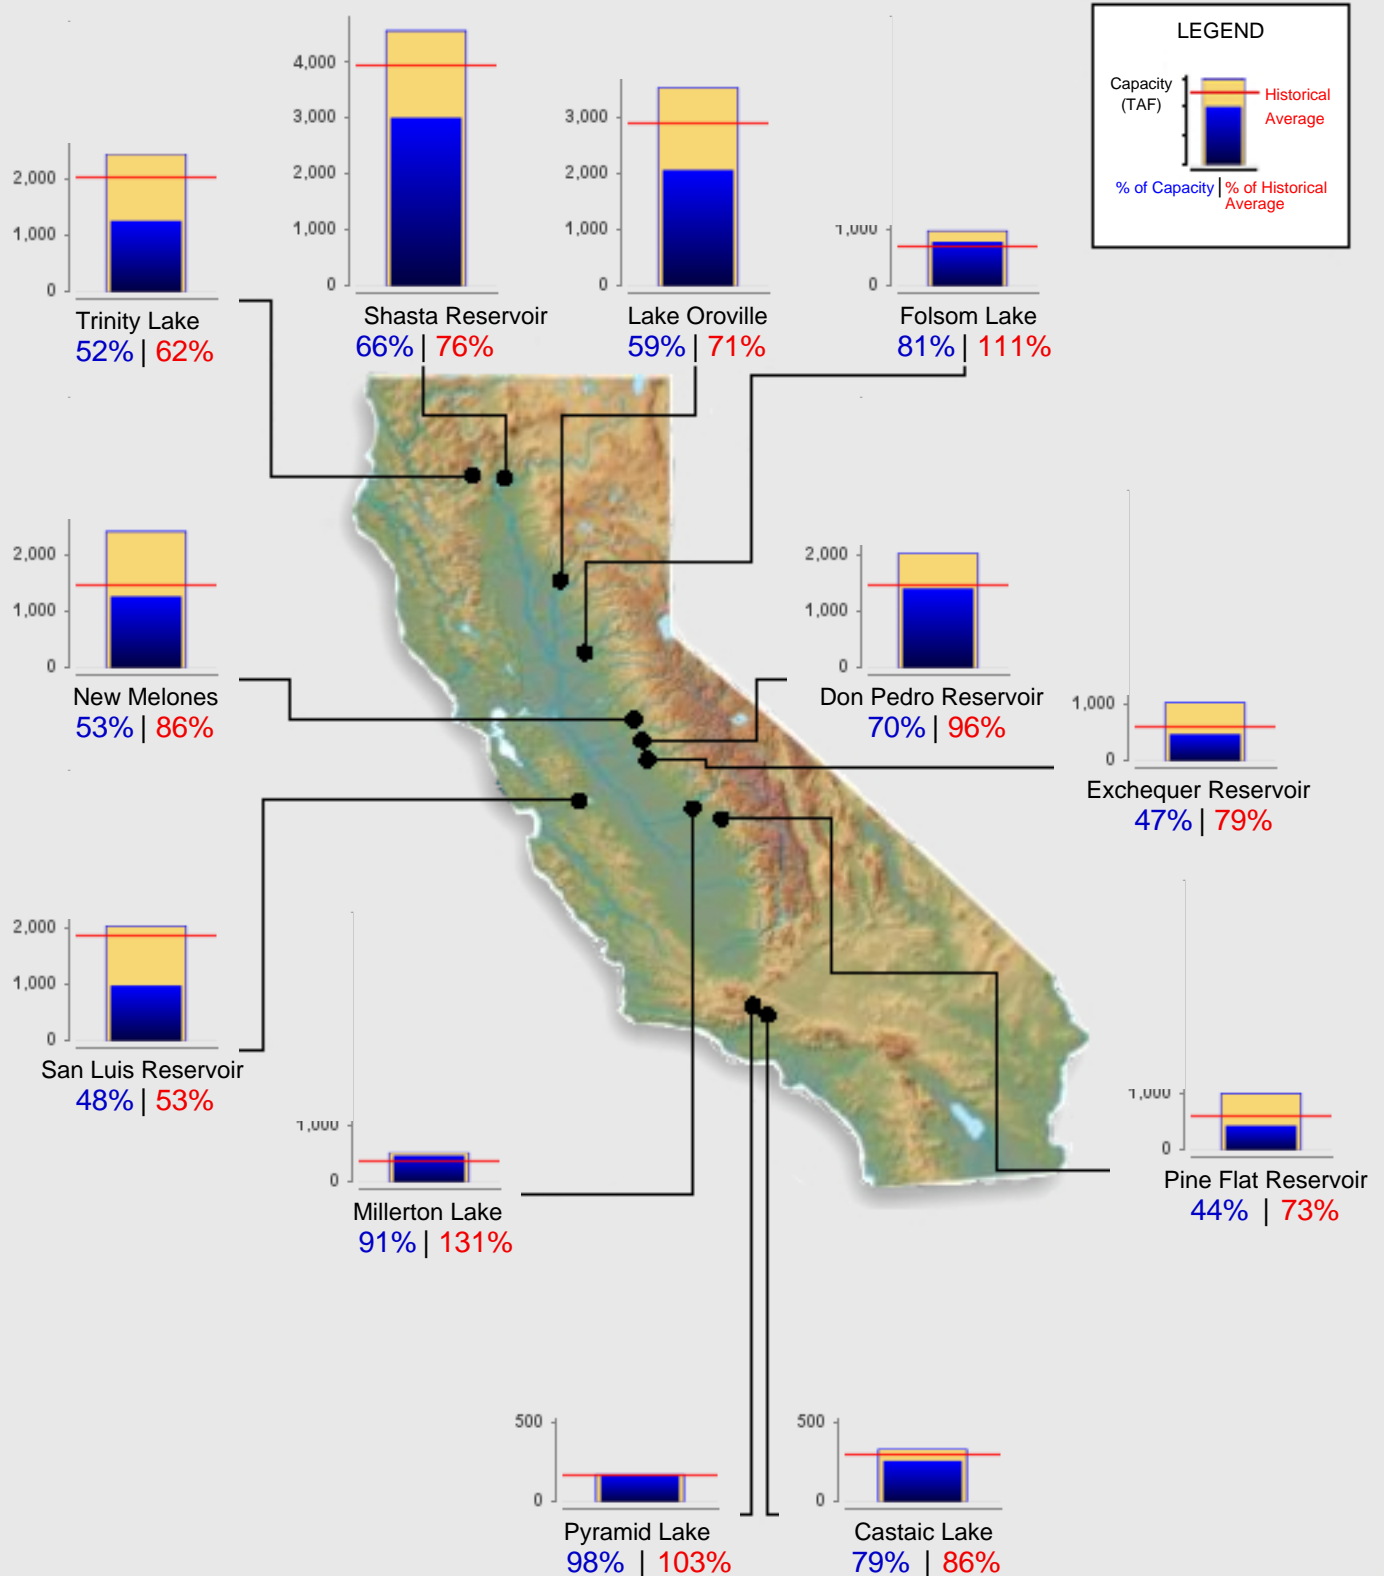 LEGEND
Capacity
(TAF)
Historical
Average
% of Capacity | % of Historical
Average
4,000
3,000
2,000
1,000
0
Shasta Reservoir
66% | 76%
3,000
2,000
1,000
0
Lake Oroville
59% | 71%
2,000
1,000
0
Trinity Lake
52% | 62%
1,000
0
Folsom Lake
81% | 111%
2,000
1,000
0
New Melones
53% | 86%
2,000
1,000
0
Don Pedro Reservoir
70% | 96%
1,000
0
Exchequer Reservoir
47% | 79%
2,000
1,000
0
San Luis Reservoir
48% | 53%
1,000
0
Millerton Lake
91% | 131%
1,000
0
Pine Flat Reservoir
44% | 73%
500
0
Pyramid Lake
98% | 103%
500
0
Castaic Lake
79% | 86%